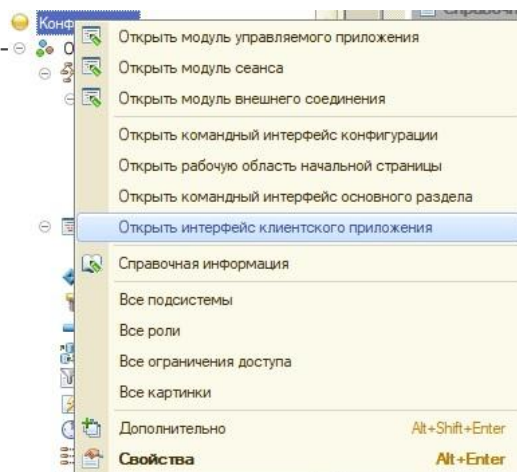 Конф
Открыть модуль управляемого приложения
Открыть модуль сеанса
Открыть модуль внешнего соединения
Открыть командный интерфейс конфигурации
Открыть рабочую область начальной страницы
Открыть командный интерфейс основного раздела
Открыть интерфейс клиентского приложения
Справочная информация
Все подсистемы
Все роли
Все ограничения доступа
Все картинки
Дополнительно Alt+Shift+Enter
Свойства Alt+Enter